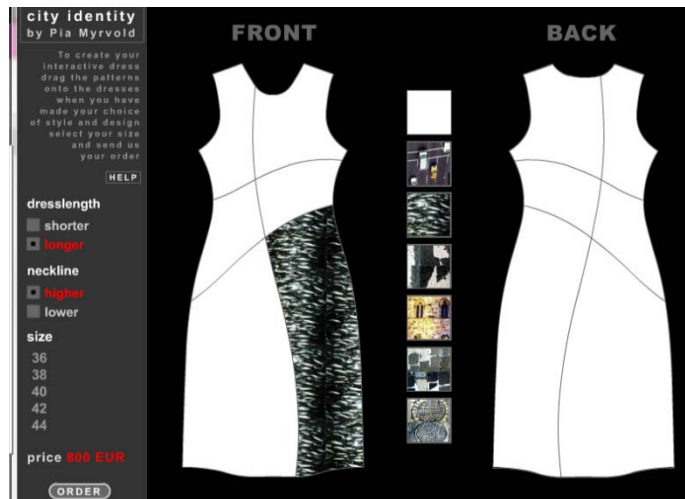 city identity
by Pia Myrvold
To create your
interactive dress
drag the patterns
onto the dresses
when you have
made your choice
of style and design
select your size
and send us
your order
HELP
dresslength
shorter
longer
neckline
higher
lower
size
36
38
40
42
44
price 800 EUR
ORDER
FRONT
BACK